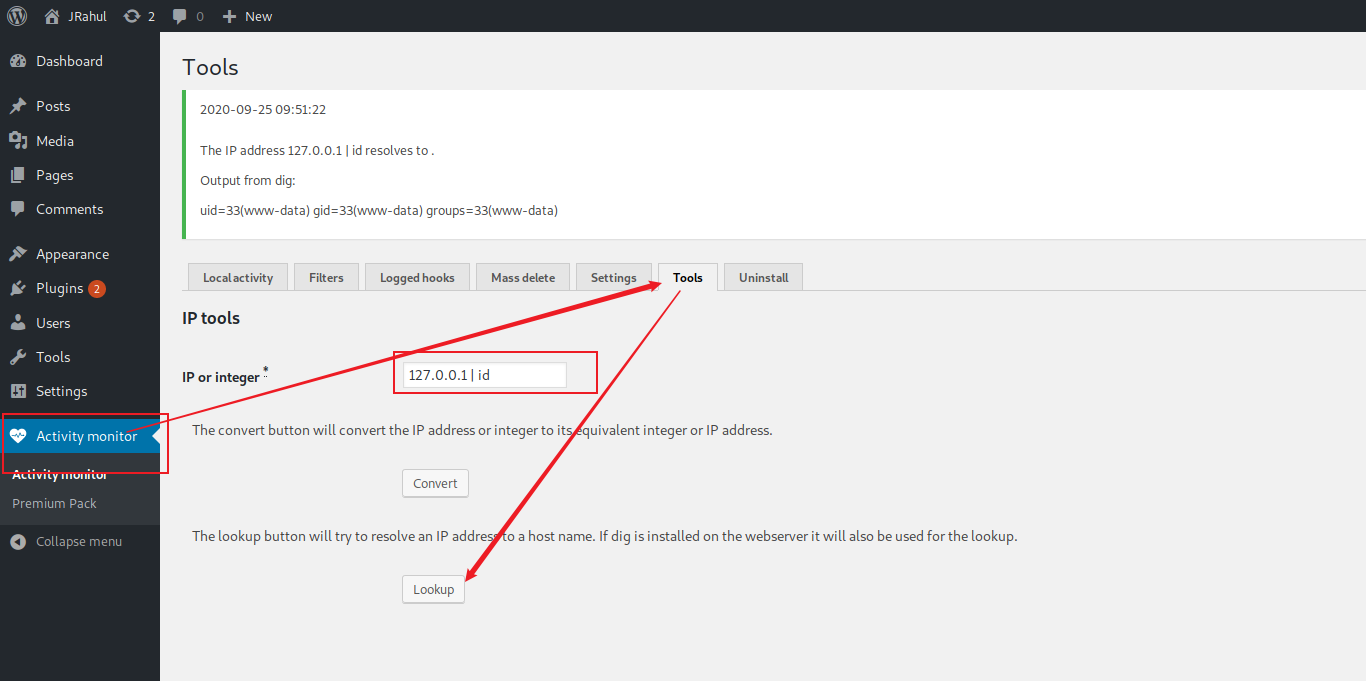 JRahul 2 0 New
Dashboard
Posts
Media
Pages
Comments
Appearance
Plugins 2
Users
Tools
Settings
Activity monitor
Activity monitor
Premium Pack
Collapse menu
Tools
2020-09-25 09:51:22
The IP address 127.0.0.1 | id resolves to .
Output from dig:
uid=33(www-data) gid=33(www-data) groups=33(www-data)
Local activity Filters Logged hooks Mass delete Settings Tools Uninstall
IP tools
IP or integer * 127.0.0.1 | id
The convert button will convert the IP address or integer to its equivalent integer or IP address.
Convert
The lookup button will try to resolve an IP address to a host name. If dig is installed on the webserver it will also be used for the lookup.
Lookup